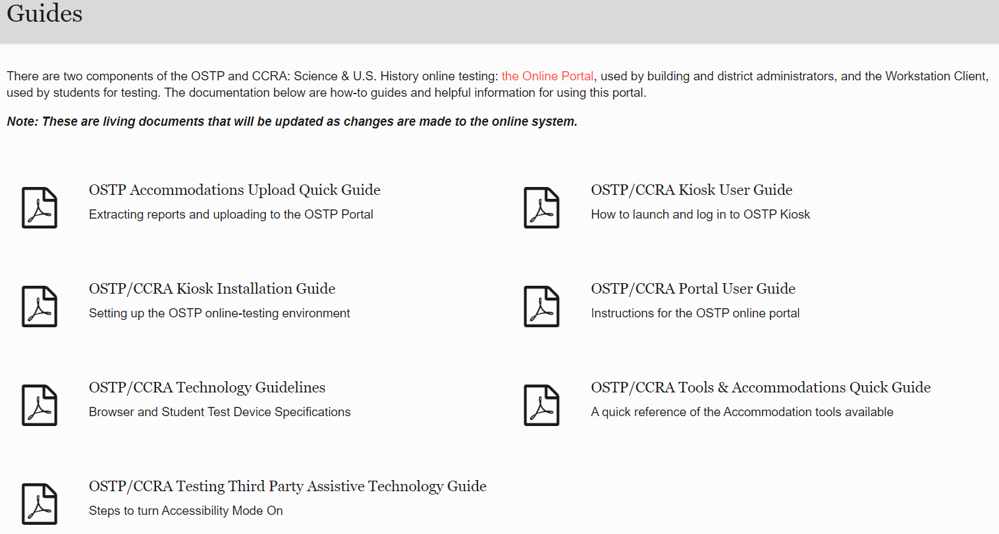 Guides
There are two components of the OSTP and CCRA: Science & U.S. History online testing: the Online Portal, used by building and district administrators, and the Workstation Client,
used by students for testing. The documentation below are how-to guides and helpful information for using this portal.
Note: These are living documents that will be updated as changes are made to the online system.
OSTP Accommodations Upload Quick Guide
Extracting reports and uploading to the OSTP Portal
OSTP/CCRA Kiosk User Guide
How to launch and log in to OSTP Kiosk
OSTP/CCRA Kiosk Installation Guide
Setting up the OSTP online-testing environment
OSTP/CCRA Portal User Guide
Instructions for the OSTP online portal
OSTP/CCRA Technology Guidelines
Browser and Student Test Device Specifications
OSTP/CCRA Tools & Accommodations Quick Guide
A quick reference of the Accommodation tools available
OSTP/CCRA Testing Third Party Assistive Technology Guide
Steps to turn Accessibility Mode On